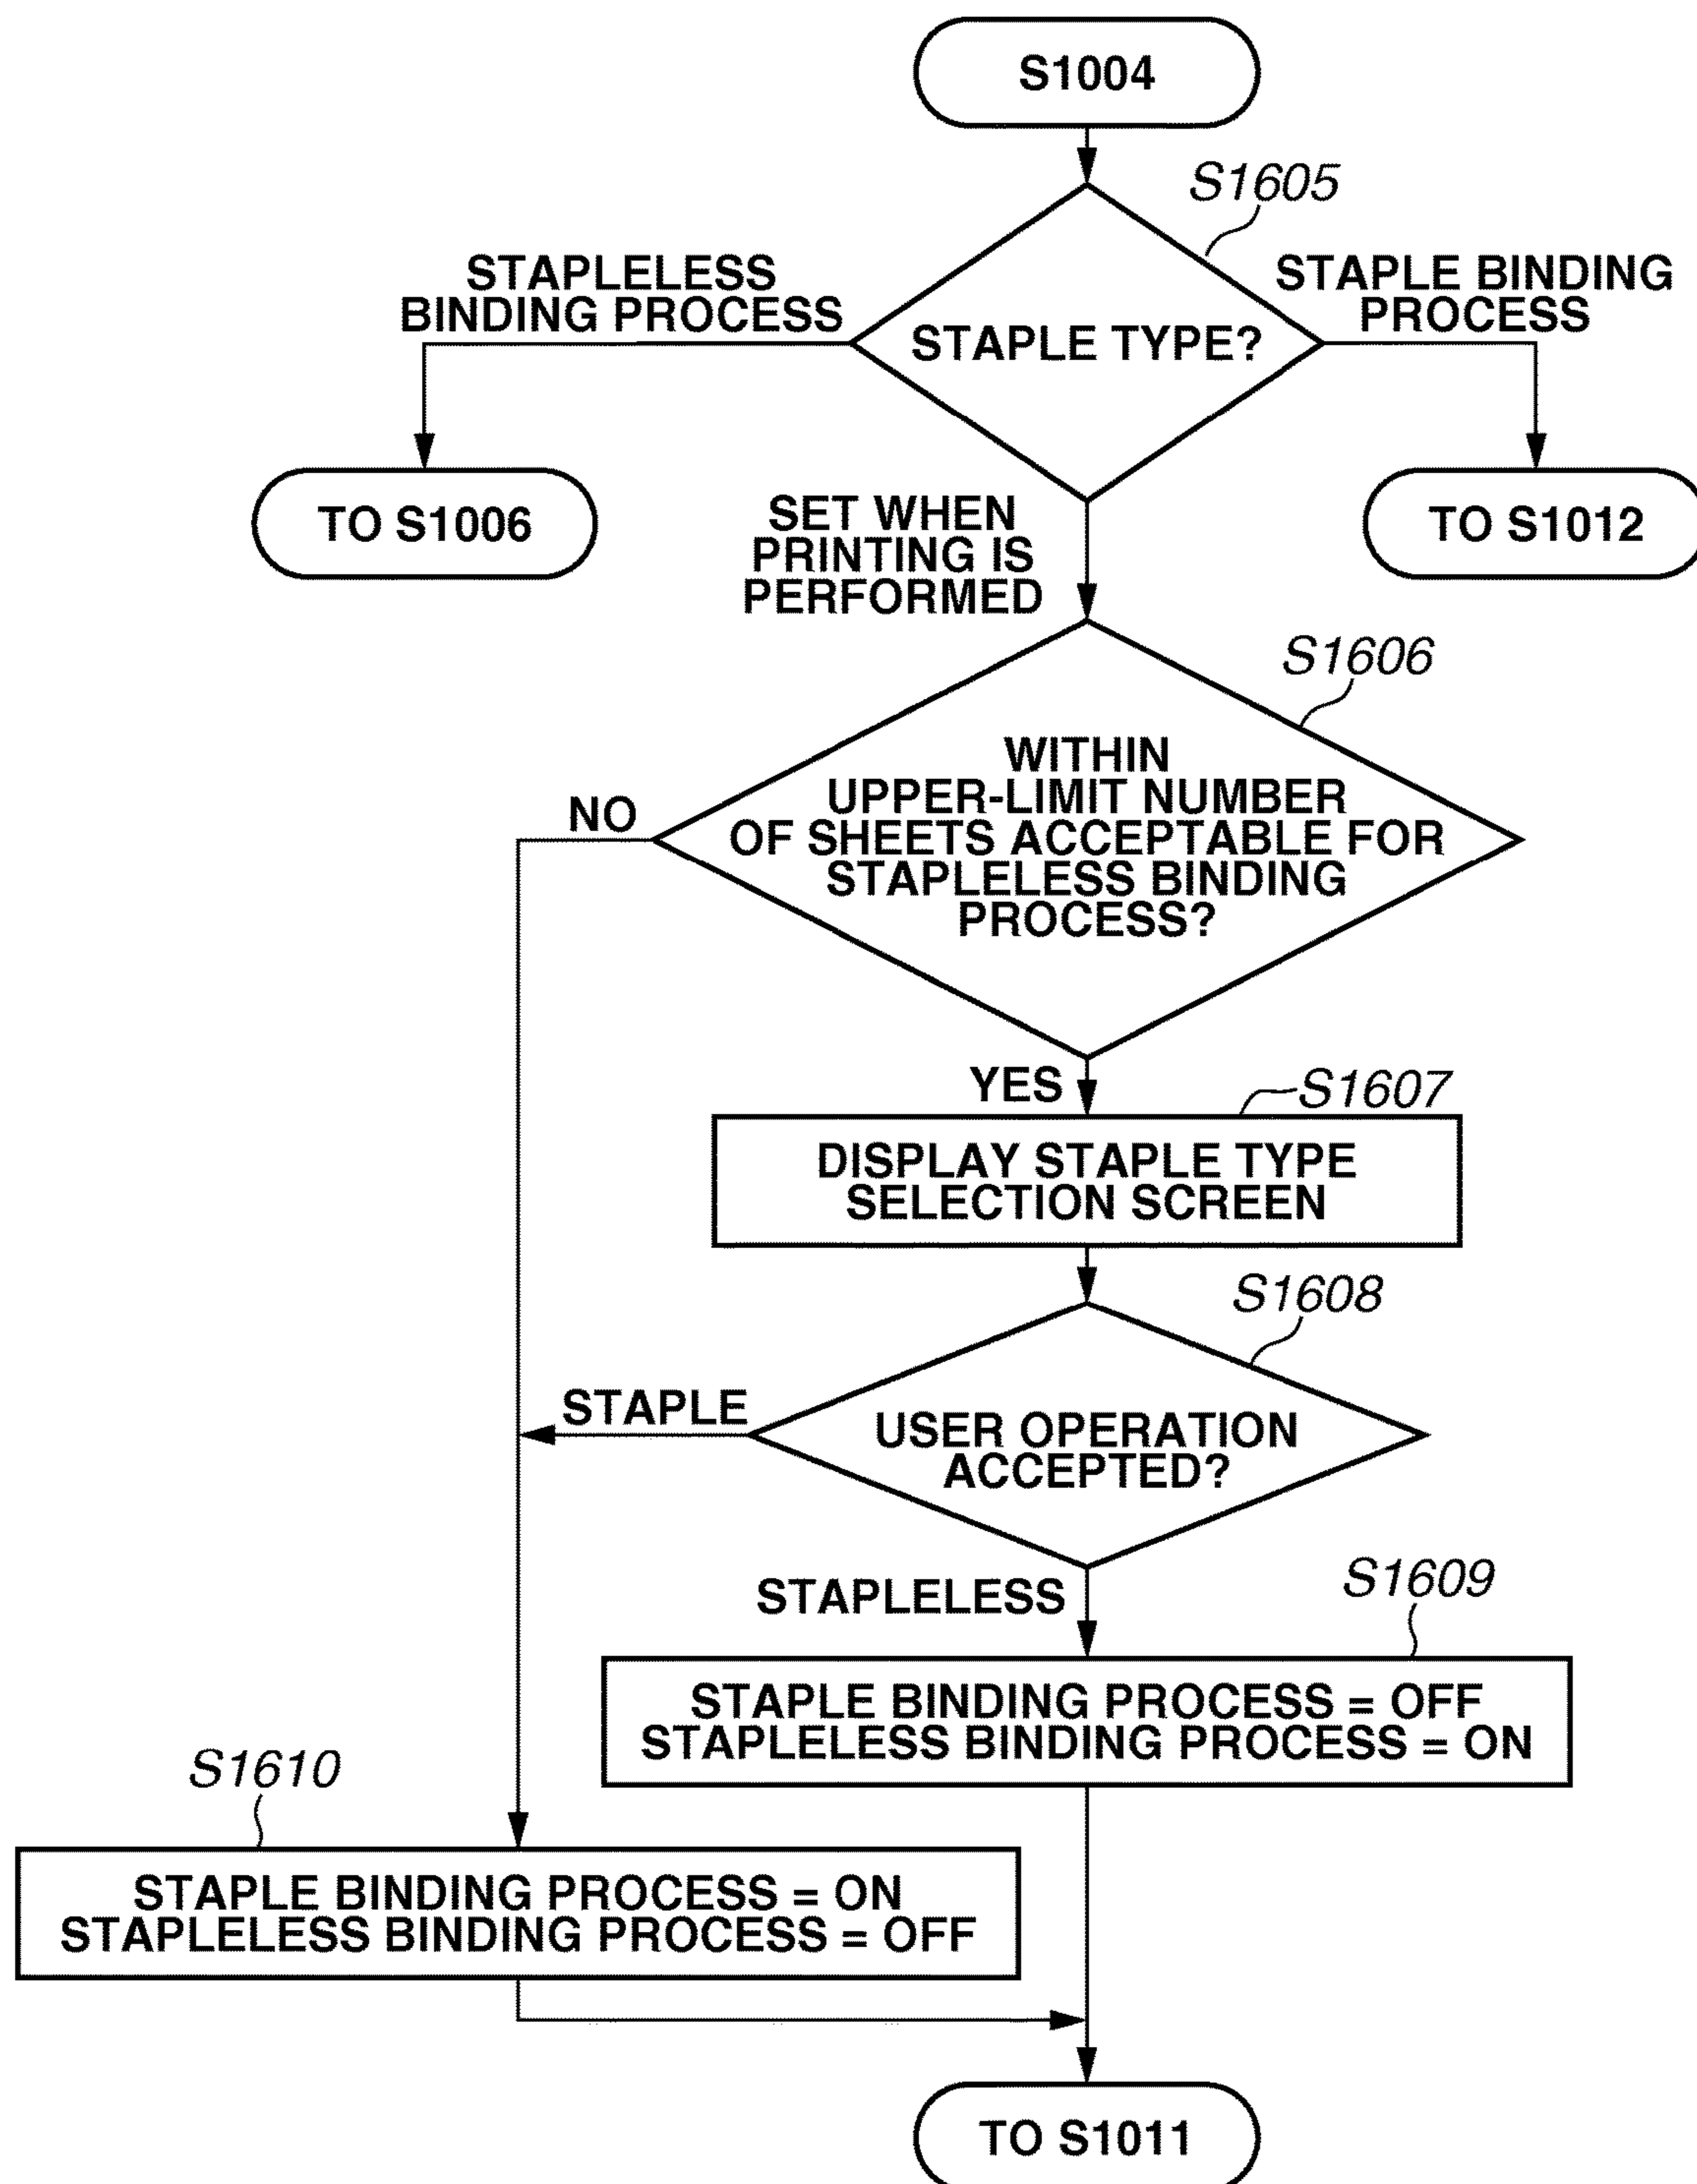 S1004
S1605
STAPLELESS
BINDING PROCESS
STAPLE BINDING
PROCESS
STAPLE TYPE?
TO S1006
TO S1012
SET WHEN
PRINTING IS
PERFORMED
S1606
WITHIN
UPPER-LIMIT NUMBER
OF SHEETS ACCEPTABLE FOR
STAPLELESS BINDING
PROCESS?
NO
YES
S1607
DISPLAY STAPLE TYPE
SELECTION SCREEN
S1608
STAPLE
USER OPERATION
ACCEPTED?
STAPLELESS
S1609
STAPLE BINDING PROCESS = OFF
STAPLELESS BINDING PROCESS = ON
S1610
STAPLE BINDING PROCESS = ON
STAPLELESS BINDING PROCESS = OFF
TO S1011